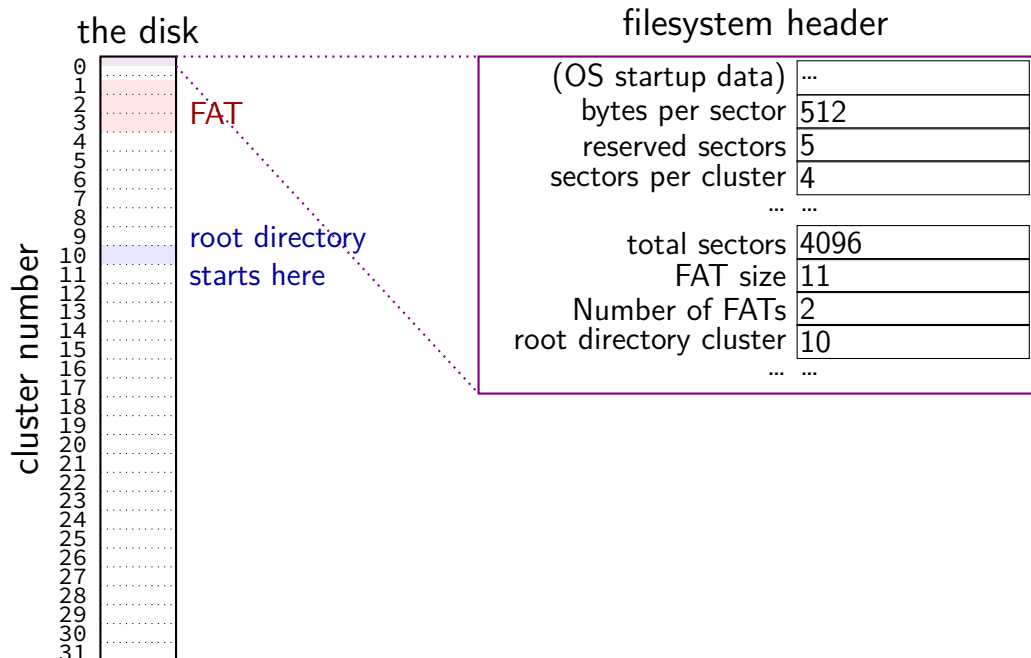 the disk
filesystem header
cluster number
0
1
2
3
4
5
6
7
8
9
10
11
12
13
14
15
16
17
18
19
20
21
22
23
24
25
26
27
28
29
30
31
FAT
root directory
starts here
(OS startup data) ...
bytes per sector 512
reserved sectors 5
sectors per cluster 4
... ...
total sectors 4096
FAT size 11
Number of FATs 2
root directory cluster 10
... ...